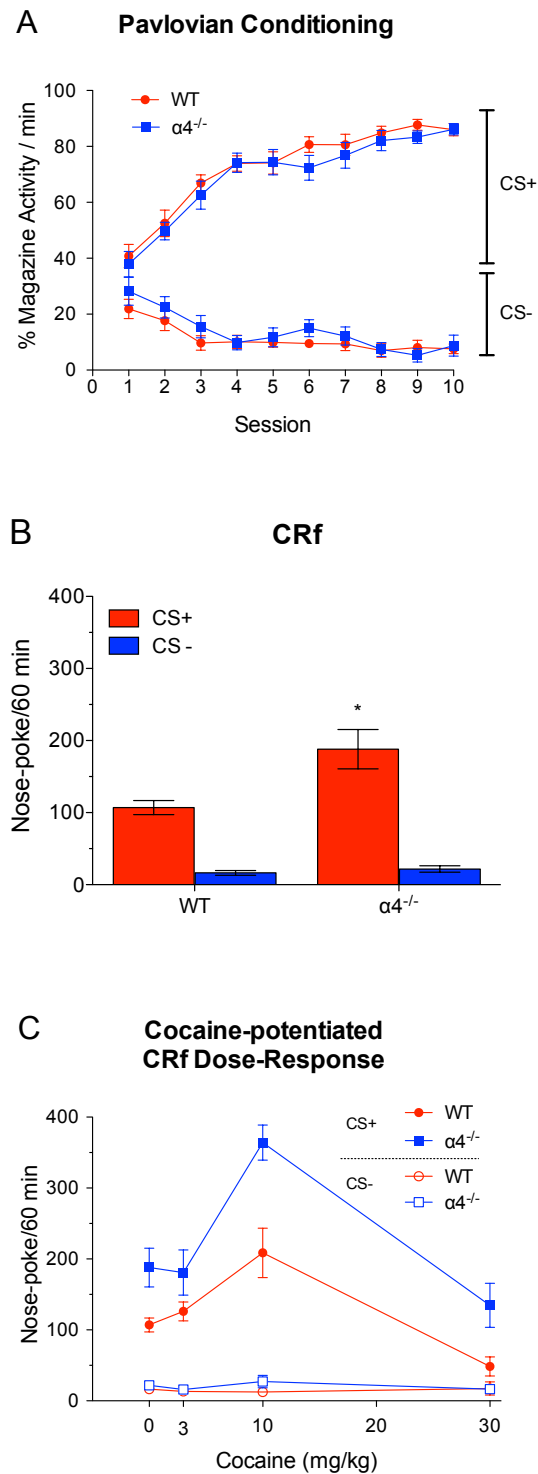 A
Pavlovian Conditioning
WT
α4-/-
% Magazine Activity / min
100
80
60
40
20
0
CS+
CS-
0 1 2 3 4 5 6 7 8 9 10
Session
B
CRf
CS+
CS -
Nose-poke/60 min
400
300
200
100
0
*
WT α4-/-
C
Cocaine-potentiated
CRf Dose-Response
CS+ WT
α4-/-
CS- WT
α4-/-
Nose-poke/60 min
400
300
200
100
0
0 3 10 20 30
Cocaine (mg/kg)